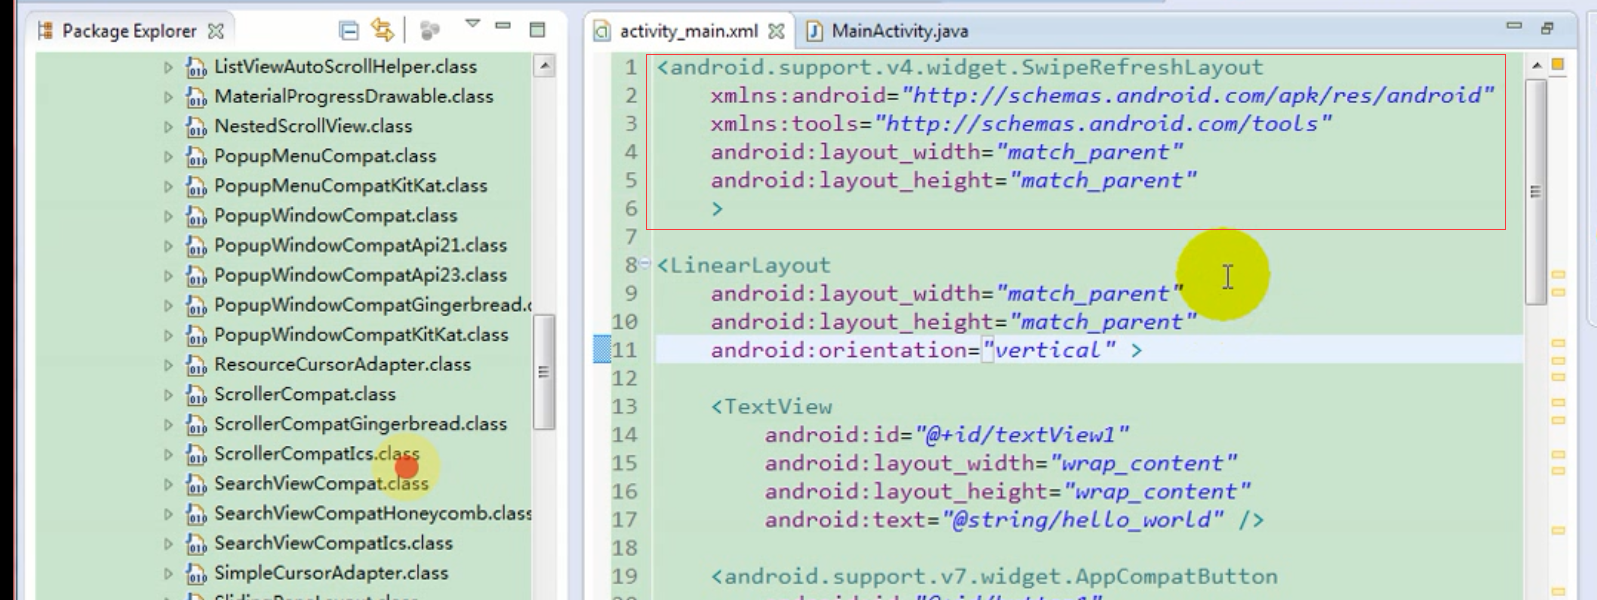 Package Explorer
activity_main.xml
MainActivity.java
ListViewAutoScrollHelper.class
MaterialProgressDrawable.class
NestedScrollView.class
PopupMenuCompat.class
PopupMenuCompatKitKat.class
PopupWindowCompat.class
PopupWindowCompatApi21.class
PopupWindowCompatApi23.class
PopupWindowCompatGingerbread.c
PopupWindowCompatKitKat.class
ResourceCursorAdapter.class
ScrollerCompat.class
ScrollerCompatGingerbread.class
ScrollerCompatIcs.class
SearchViewCompat.class
SearchViewCompatHoneycomb.class
SearchViewCompatIcs.class
SimpleCursorAdapter.class
1 <android.support.v4.widget.SwipeRefreshLayout
2 xmlns:android="http://schemas.android.com/apk/res/android"
3 xmlns:tools="http://schemas.android.com/tools"
4 android:layout_width="match_parent"
5 android:layout_height="match_parent"
6 >
7
8 <LinearLayout
9 android:layout_width="match_parent"
10 android:layout_height="match_parent"
11 android:orientation="vertical" >
12
13 <TextView
14 android:id="@+id/textView1"
15 android:layout_width="wrap_content"
16 android:layout_height="wrap_content"
17 android:text="@string/hello_world" />
18
19 <android.support.v7.widget.AppCompatButton